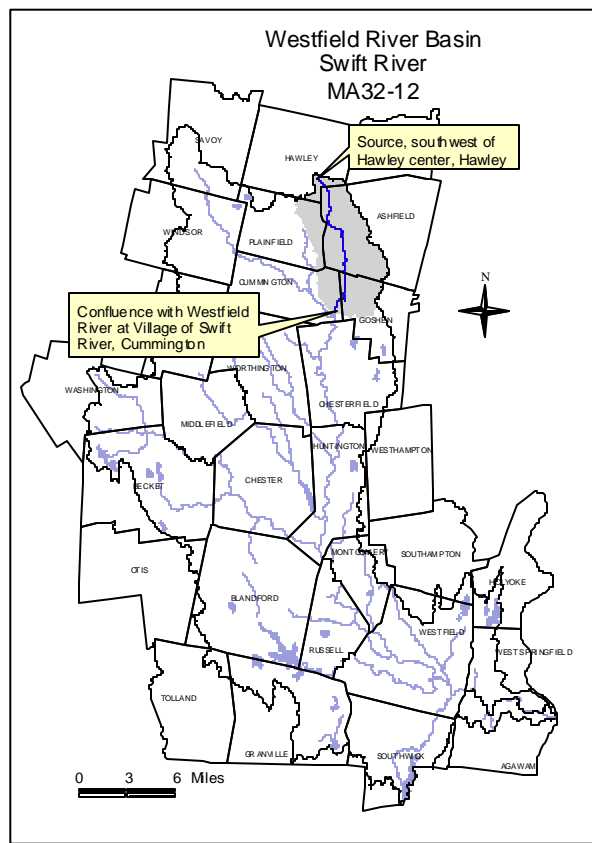 Westfield River Basin
Swift River
MA32-12
Source, southwest of
Hawley center, Hawley
SAVOY
HAWLEY
ASHFIELD
WINDSOR
PLAINFIELD
CUMMINGTON
N
Confluence with Westfield
River at Village of Swift
River, Cummington
GOSHEN
WORTHINGTON
WASHINGTON
CHESTERFIELD
MIDDLEFIELD
HUNTINGTON
WESTHAMPTON
CHESTER
BECKET
MONTGOMERY
SOUTHAMPTON
OTIS
HOLYOKE
BLANDFORD
WESTFIELD
RUSSELL
WEST SPRINGFIELD
TOLLAND
GRANVILLE
SOUTHWICK
AGAWAM
0 3 6 Miles